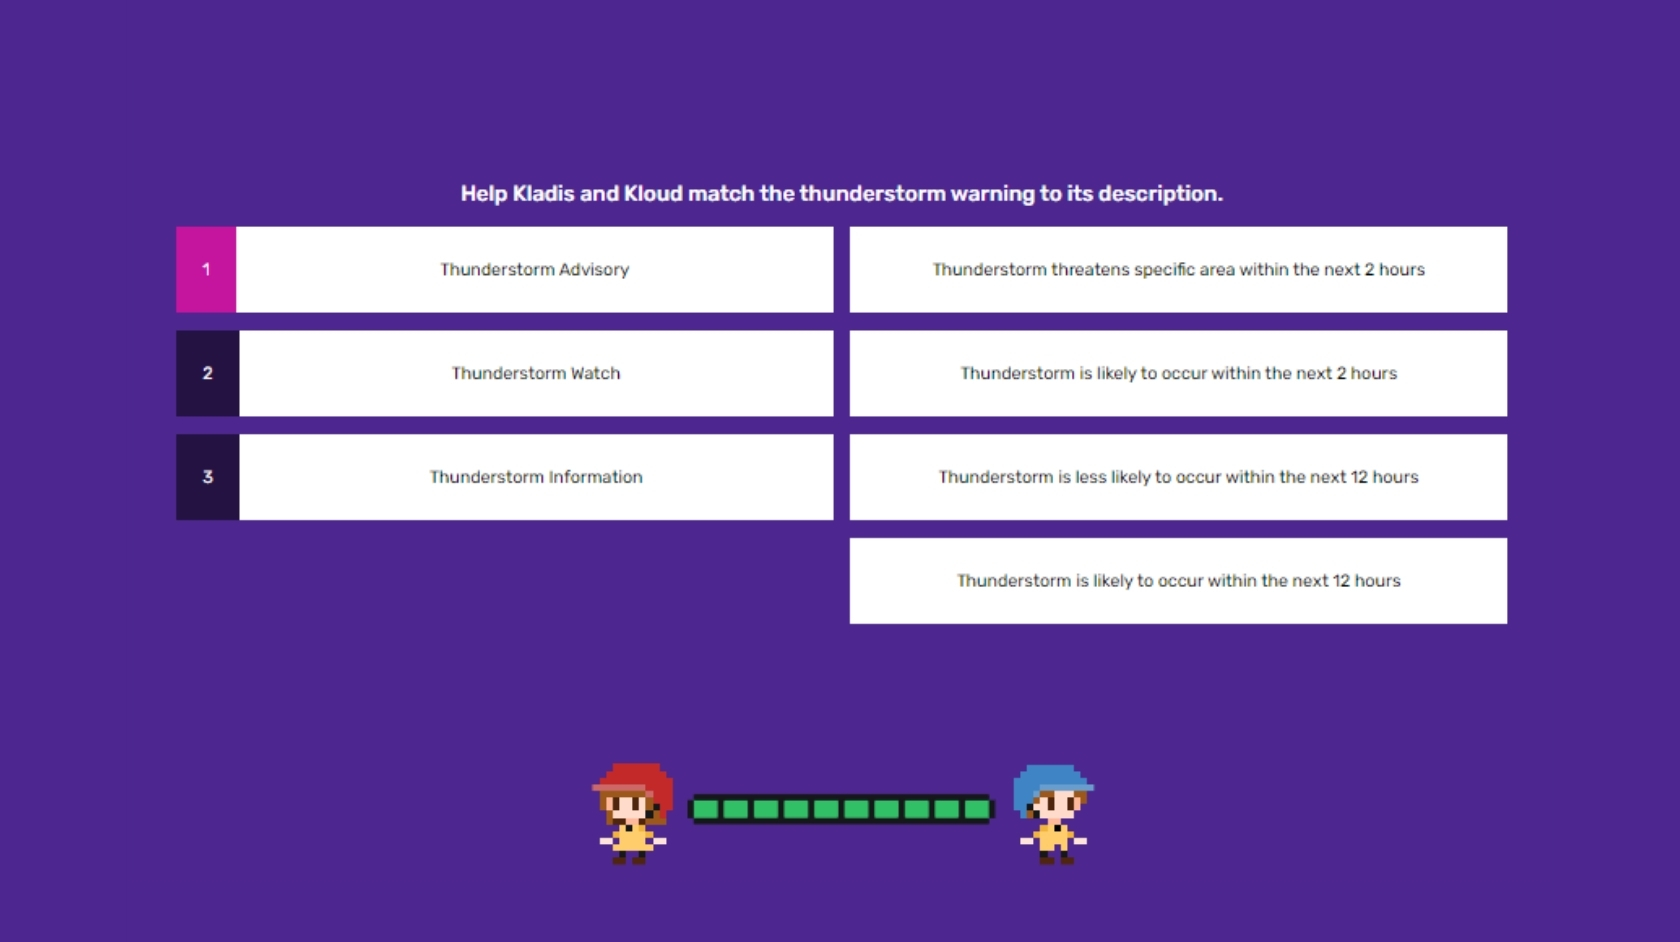 Help Kladis and Kloud match the thunderstorm warning to its description.
1 Thunderstorm Advisory
Thunderstorm threatens specific area within the next 2 hours
2 Thunderstorm Watch
Thunderstorm is likely to occur within the next 2 hours
3 Thunderstorm Information
Thunderstorm is less likely to occur within the next 12 hours
Thunderstorm is likely to occur within the next 12 hours